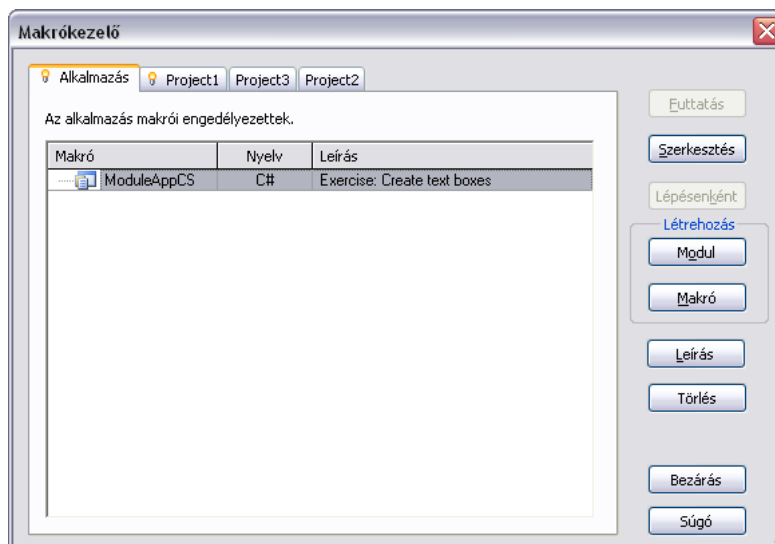 Makrókezelő
Alkalmazás Project1 Project3 Project2
Az alkalmazás makrói engedélyezettek.
Makró Nyelv Leírás
ModuleAppCS C# Exercise: Create text boxes
Futtatás
Szerkesztés
Lépésenként
Létrehozás
Modul
Makró
Leírás
Törlés
Bezárás
Súgó